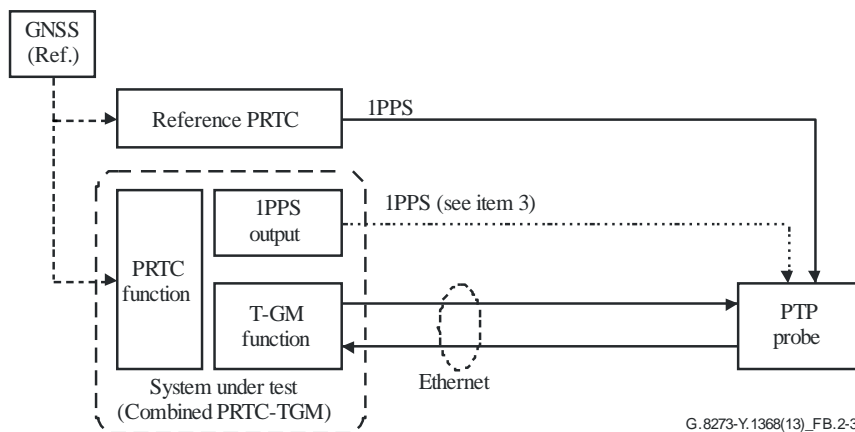 GNSS
(Ref.)
Reference PRTC
1PPS
1PPS
output
1PPS (see item 3)
PRTC
function
T-GM
function
PTP
probe
Ethernet
System under test
(Combined PRTC-TGM)
G.8273-Y.1368(13)_FB.2-3